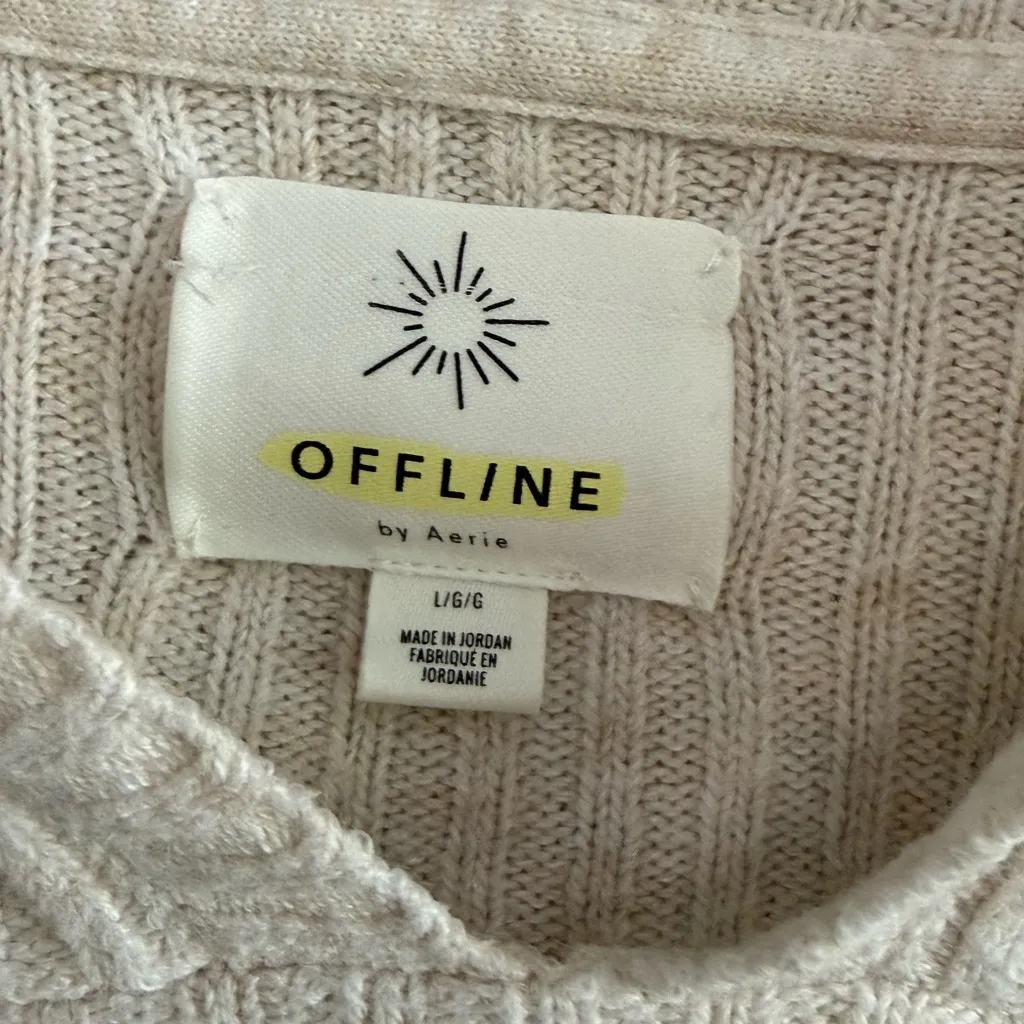 OFFLINE
by Aerie
L/G/G
MADE IN JORDAN
FABRIQUÉ EN
JORDANIE